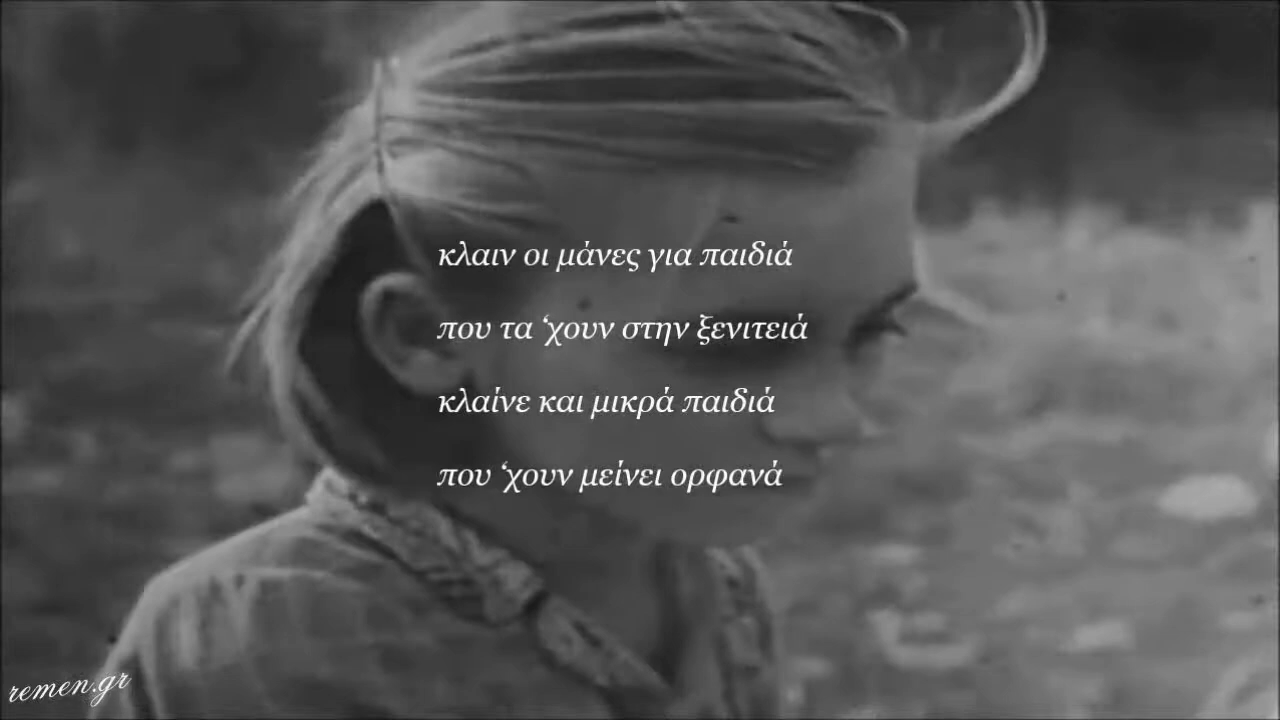 κλαιν οι μάνες για παιδιά
που τα ‘χουν στην ξενιτειά
κλαίνε και μικρά παιδιά
που ‘χουν μείνει ορφανά
remen.gr